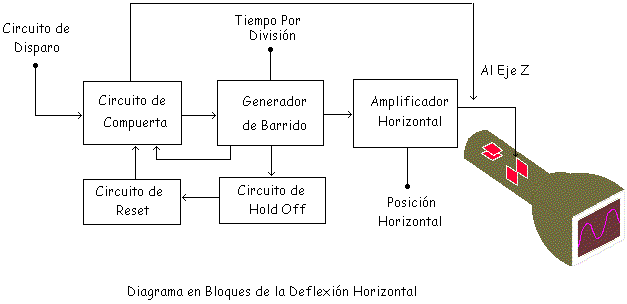 Circuito de
Disparo
Tiempo Por
División
Al Eje Z
Circuito de
Compuerta
Generador
de Barrido
Amplificador
Horizontal
Circuito de
Reset
Circuito de
Hold Off
Posición
Horizontal
Diagrama en Bloques de la Deflexión Horizontal